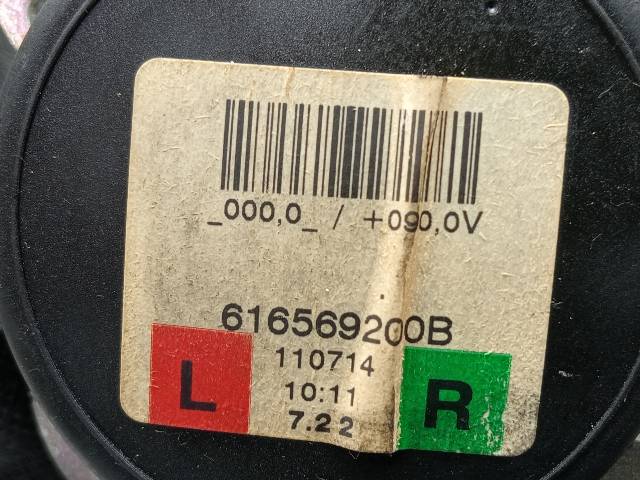 _000,0_ / +090,0V
616569200B
110714
L
10:11
R
7.22